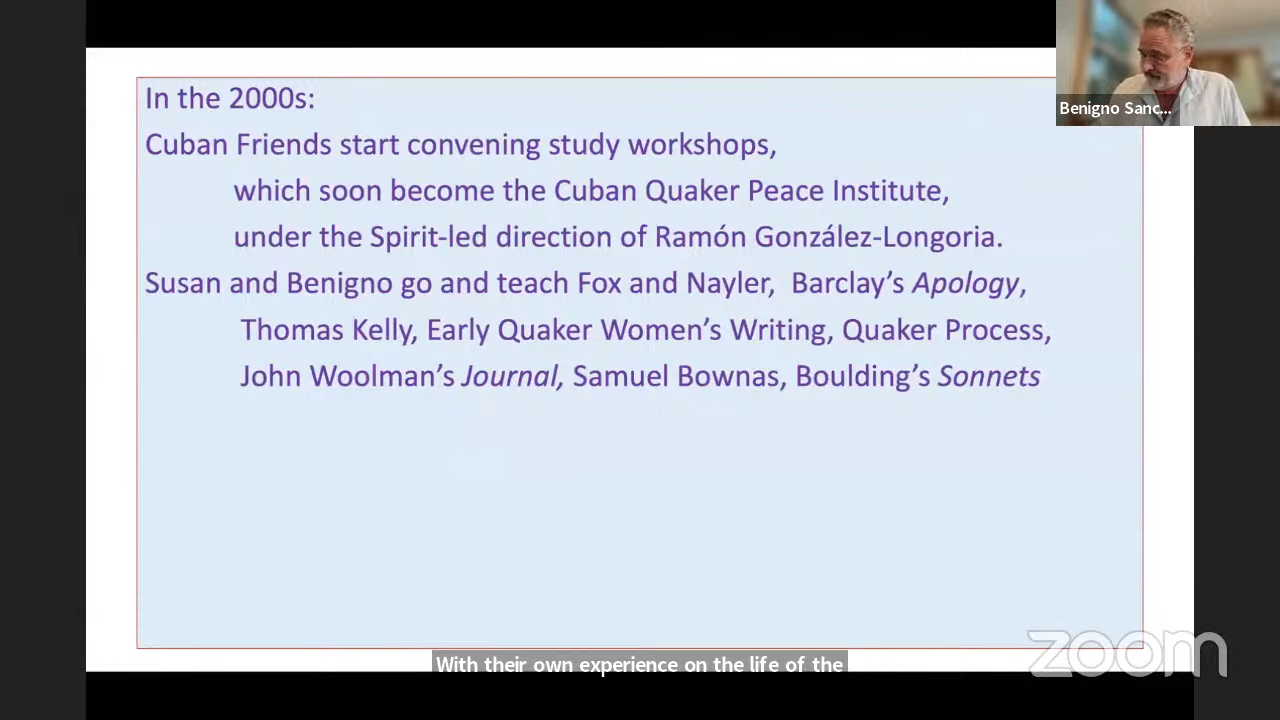 In the 2000s:
Cuban Friends start convening study workshops,
which soon become the Cuban Quaker Peace Institute,
under the Spirit-led direction of Ramón González-Longoria.
Susan and Benigno go and teach Fox and Nayler, Barclay's Apology,
Thomas Kelly, Early Quaker Women's Writing, Quaker Process,
John Woolman's Journal, Samuel Bownas, Boulding's Sonnets
Benigno Sanc...
With their own experience on the life of the
zoom